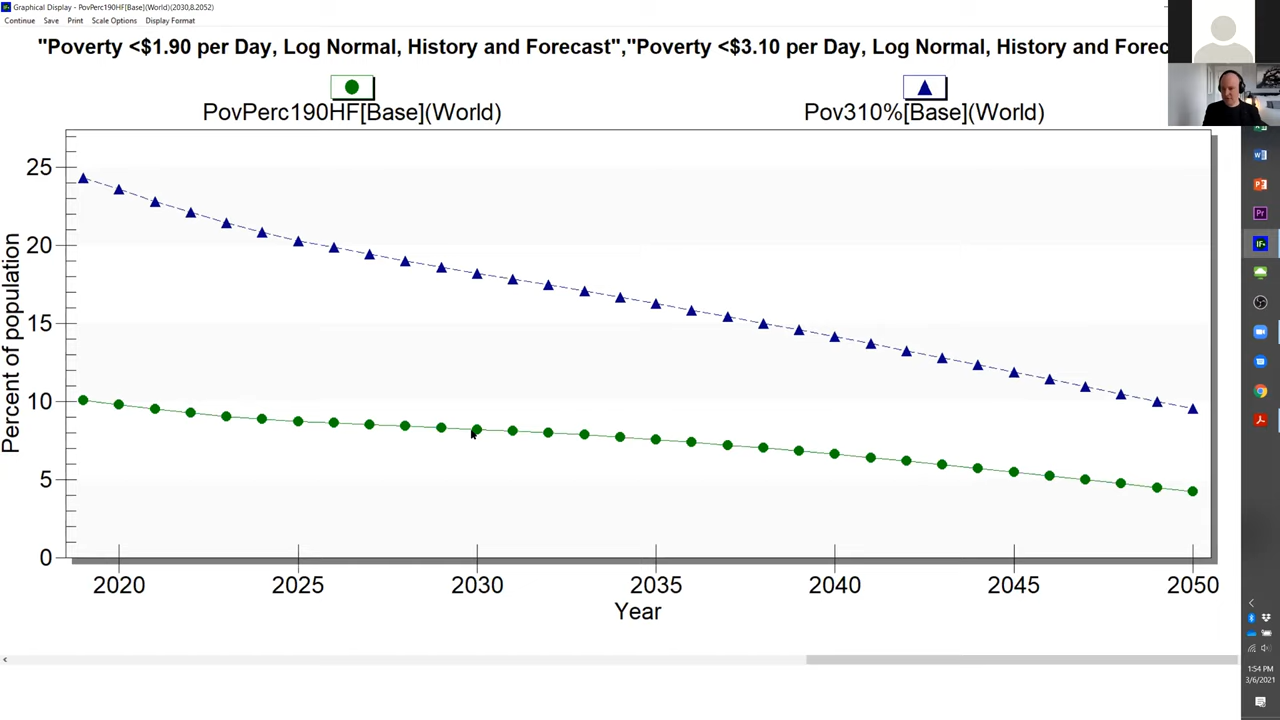 Graphical Display - PovPerc190HF[Base](World)(2030,8.2052)
Continue Save Print Scale Options Display Format
"Poverty <$1.90 per Day, Log Normal, History and Forecast","Poverty <$3.10 per Day, Log Normal, History and Forec
PovPerc190HF[Base](World) Pov310%[Base](World)
Percent of population
25
20
15
10
5
0
2020 2025 2030 2035 2040 2045 2050
Year
1:54 PM
3/6/2021